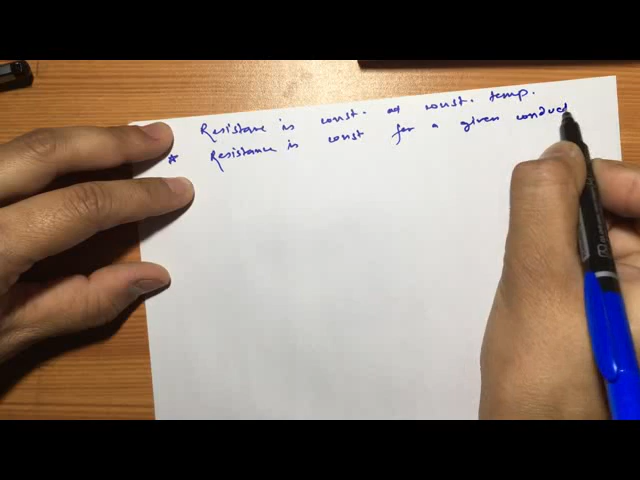 Resistance is const. at const. temp.
* Resistance is const for a given conduct